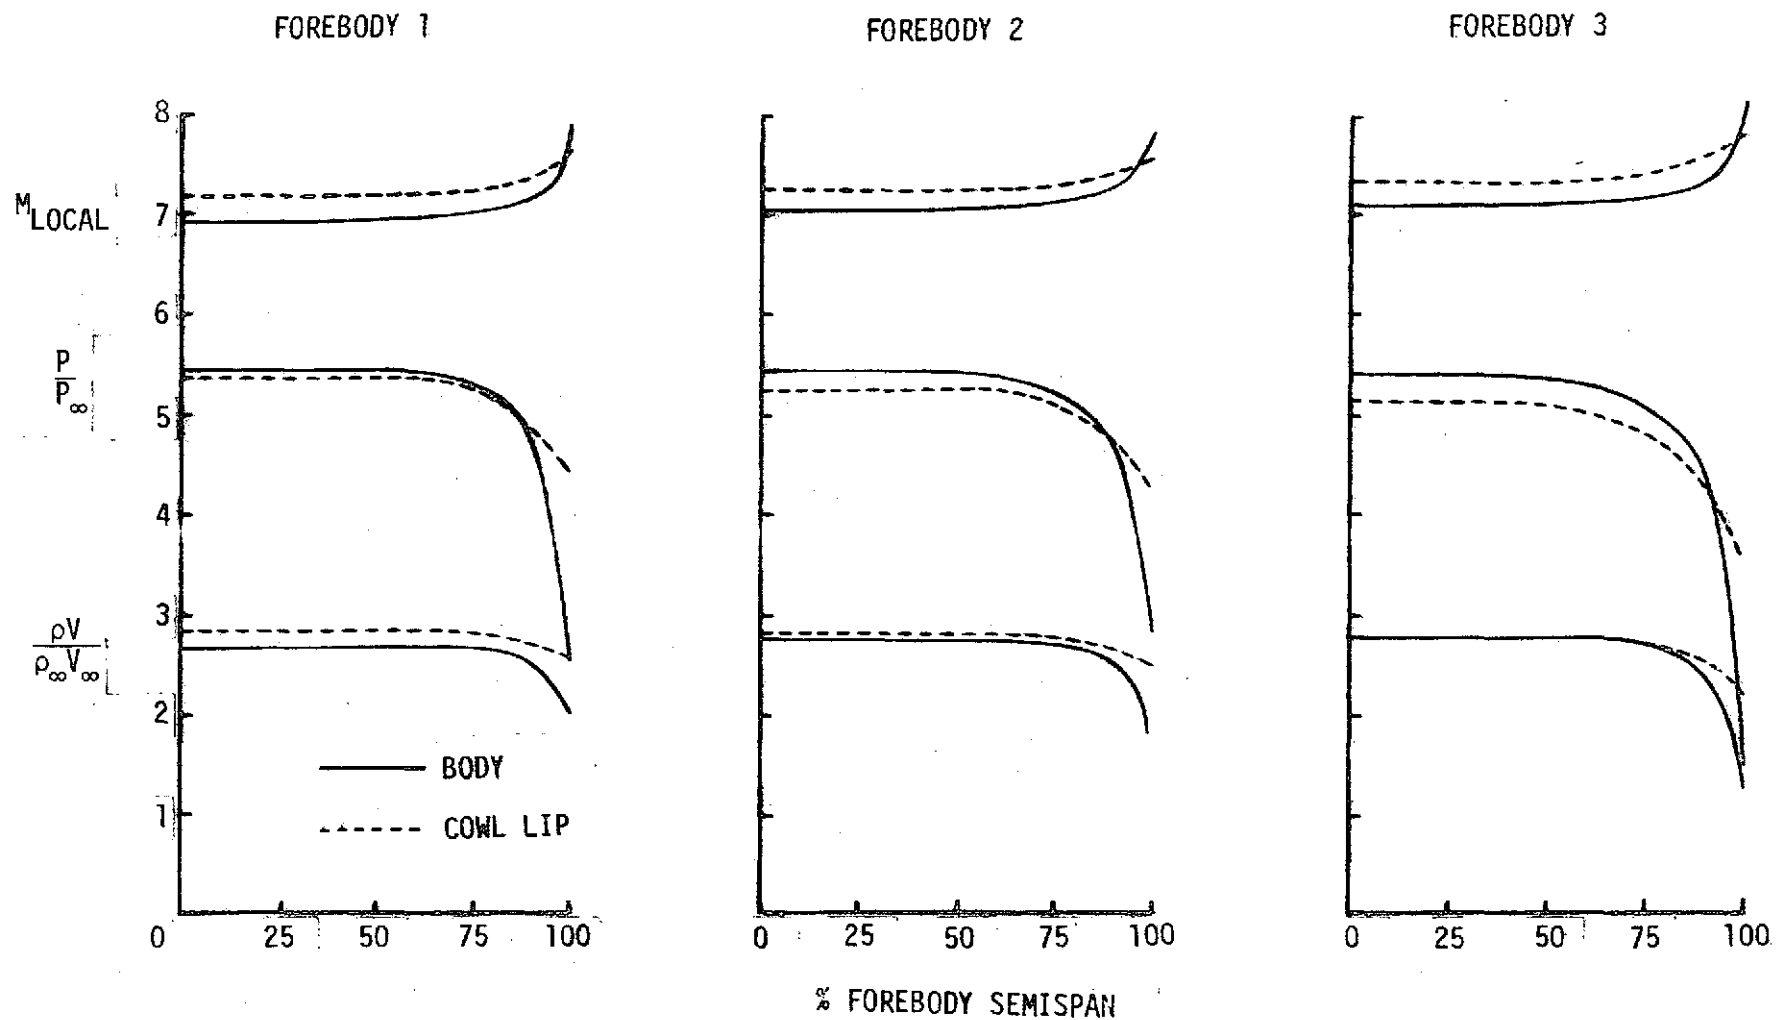 FOREBODY 1
FOREBODY 2
FOREBODY 3
8
7
6
5
4
3
2
1
M LOCAL
P
P∞
ρV
ρ∞V∞
BODY
COWL LIP
0 25 50 75 100
0 25 50 75 100
0 25 50 75 100
% FOREBODY SEMISPAN